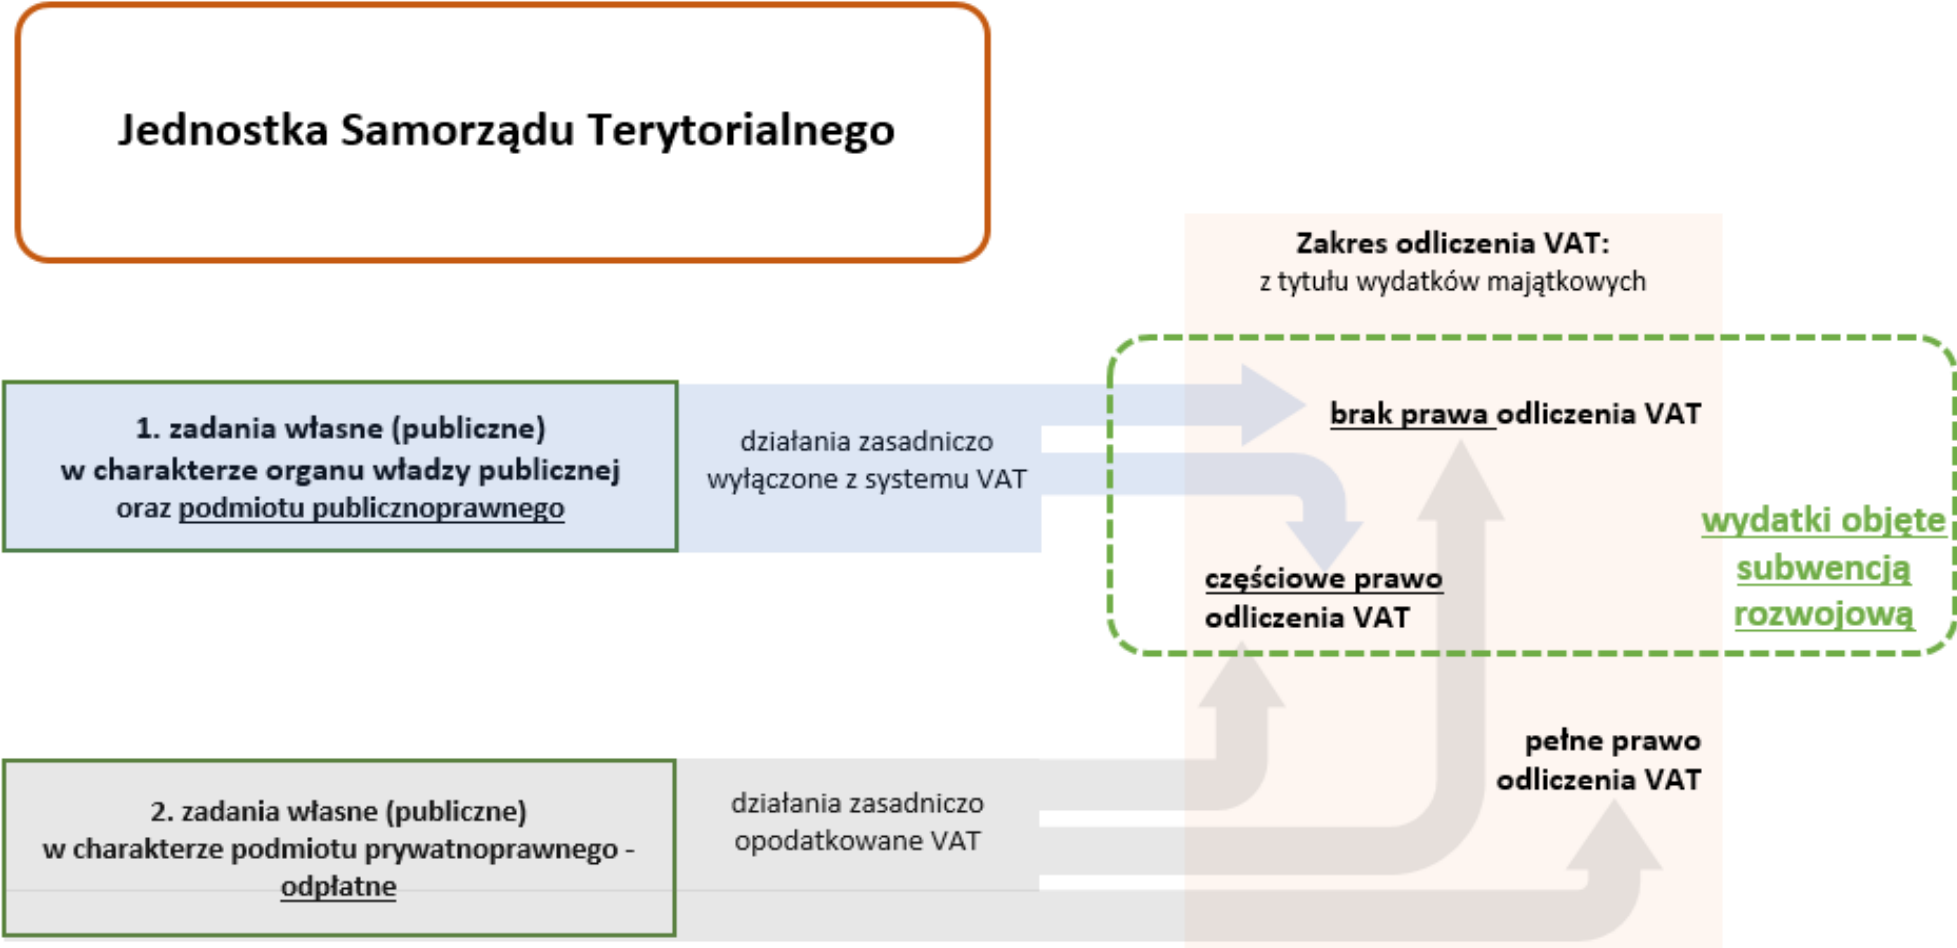 Jednostka Samorządu Terytorialnego
Zakres odliczenia VAT:
z tytułu wydatków majątkowych
1. zadania własne (publiczne)
w charakterze organu władzy publicznej
oraz podmiotu publicznoprawnego
działania zasadniczo
wyłączone z systemu VAT
brak prawa odliczenia VAT
częściowe prawo
odliczenia VAT
wydatki objęte
subwencją
rozwojową
2. zadania własne (publiczne)
w charakterze podmiotu prywatnoprawnego -
odpłatne
działania zasadniczo
opodatkowane VAT
pełne prawo
odliczenia VAT